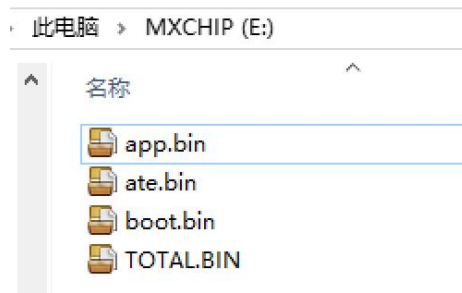 此电脑 > MXCHIP (E:)
名称
app.bin
ate.bin
boot.bin
TOTAL.BIN